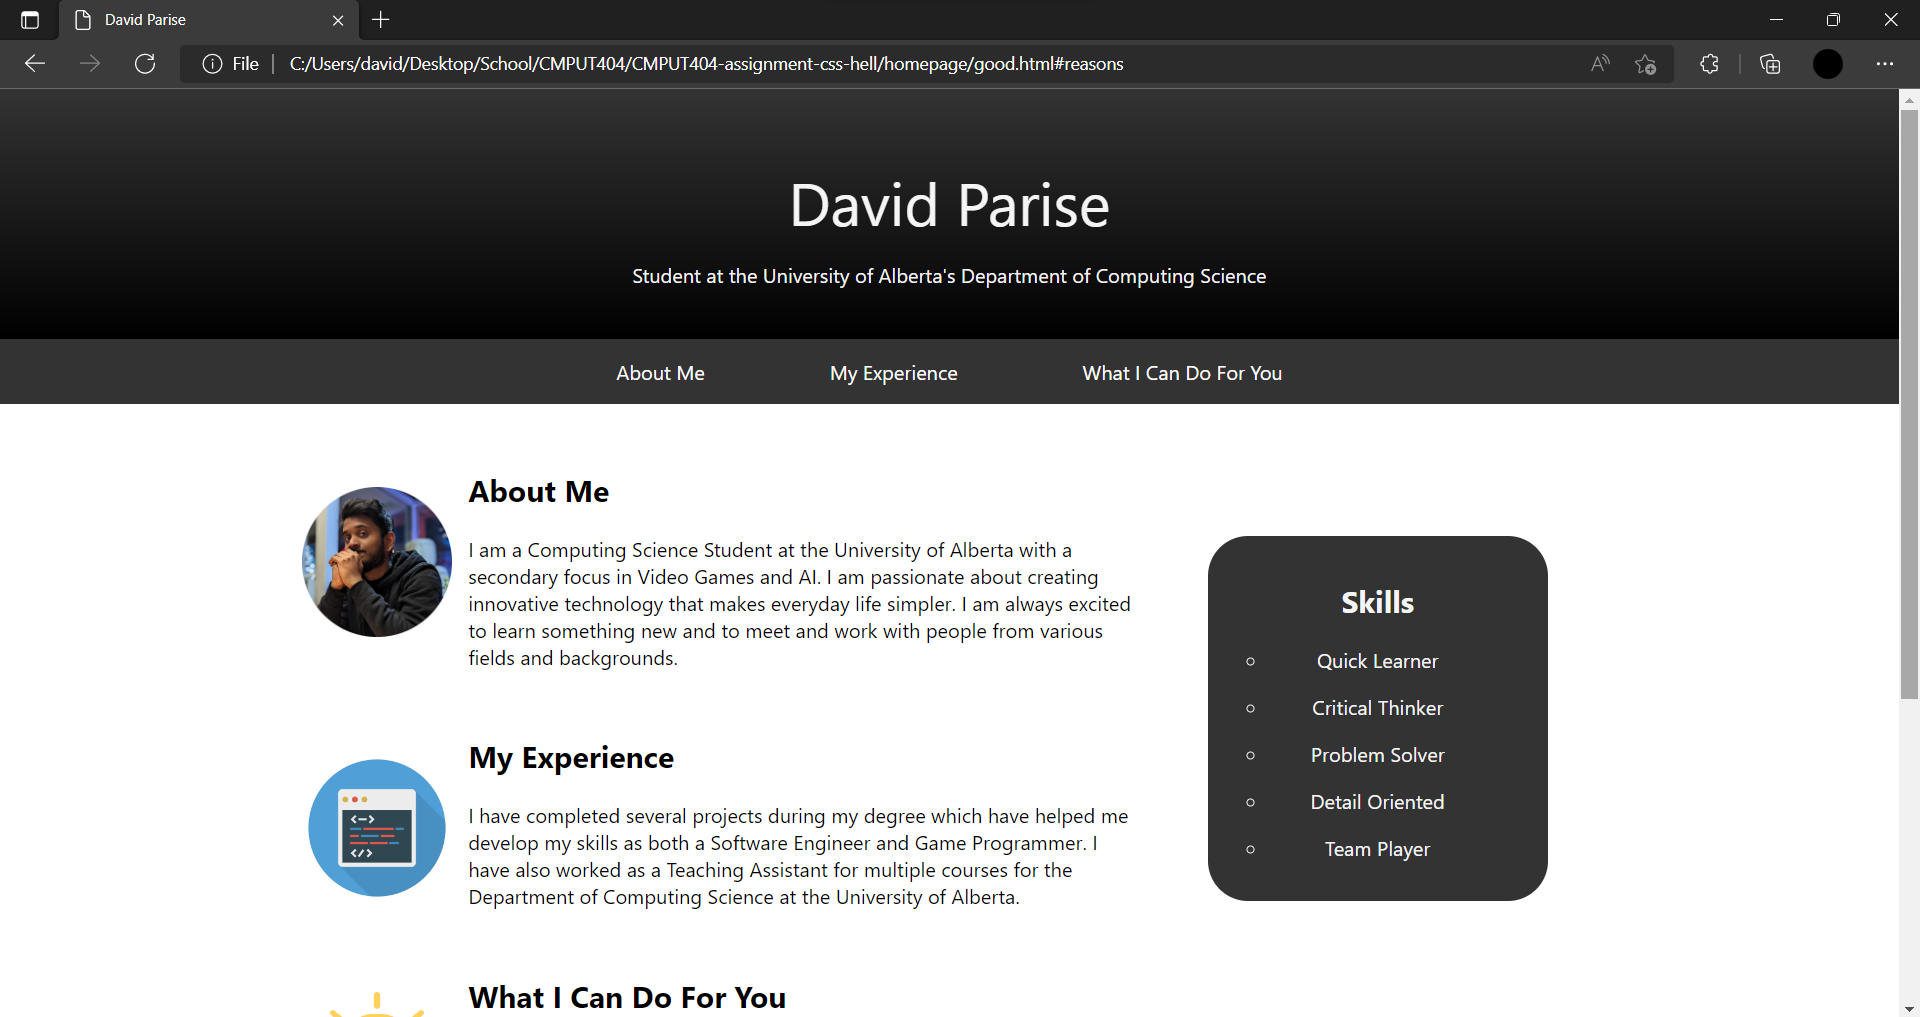 David Parise
File
C:/Users/david/Desktop/School/CMPUT404/CMPUT404-assignment-css-hell/homepage/good.html#reasons
David Parise
Student at the University of Alberta's Department of Computing Science
About Me
My Experience
What I Can Do For You
About Me
I am a Computing Science Student at the University of Alberta with a
secondary focus in Video Games and AI. I am passionate about creating
innovative technology that makes everyday life simpler. I am always excited
to learn something new and to meet and work with people from various
fields and backgrounds.
My Experience
I have completed several projects during my degree which have helped me
develop my skills as both a Software Engineer and Game Programmer. I
have also worked as a Teaching Assistant for multiple courses for the
Department of Computing Science at the University of Alberta.
What I Can Do For You
Skills
Quick Learner
Critical Thinker
Problem Solver
Detail Oriented
Team Player